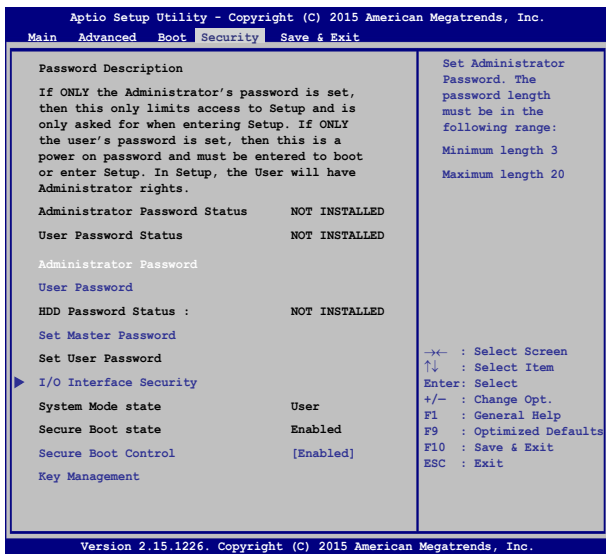 Aptio Setup Utility - Copyright (C) 2015 American Megatrends, Inc.
Main Advanced Boot Security Save & Exit
Password Description
If ONLY the Administrator's password is set,
then this only limits access to Setup and is
only asked for when entering Setup. If ONLY
the user's password is set, then this is a
power on password and must be entered to boot
or enter Setup. In Setup, the User will have
Administrator rights.
Administrator Password Status NOT INSTALLED
User Password Status NOT INSTALLED
Administrator Password
User Password
HDD Password Status : NOT INSTALLED
Set Master Password
Set User Password
I/O Interface Security
System Mode state User
Secure Boot state Enabled
Secure Boot Control [Enabled]
Key Management
Set Administrator
Password. The
password length
must be in the
following range:
Minimum length 3
Maximum length 20
→← : Select Screen
↑↓ : Select Item
Enter: Select
+/— : Change Opt.
F1 : General Help
F9 : Optimized Defaults
F10 : Save & Exit
ESC : Exit
Version 2.15.1226. Copyright (C) 2015 American Megatrends, Inc.